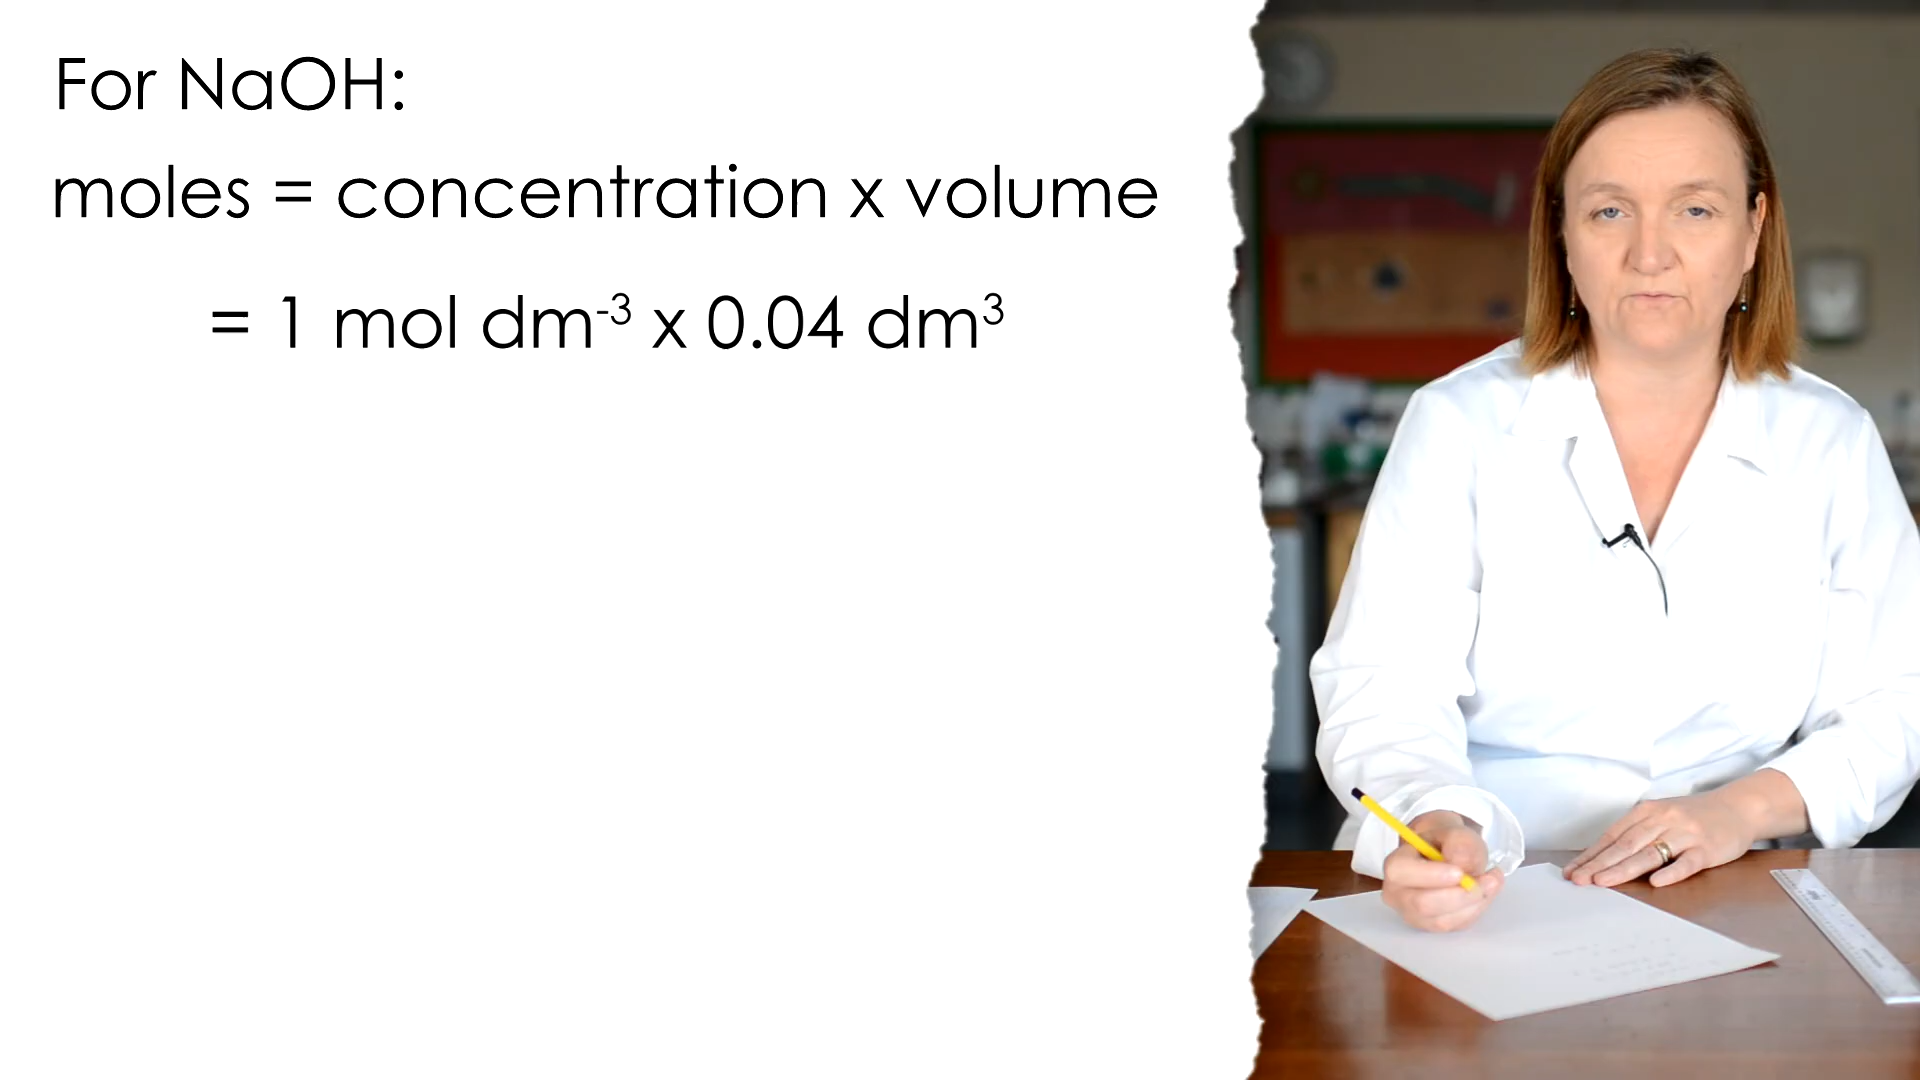 For NaOH:
moles = concentration x volume
= 1 mol dm⁻³ x 0.04 dm³